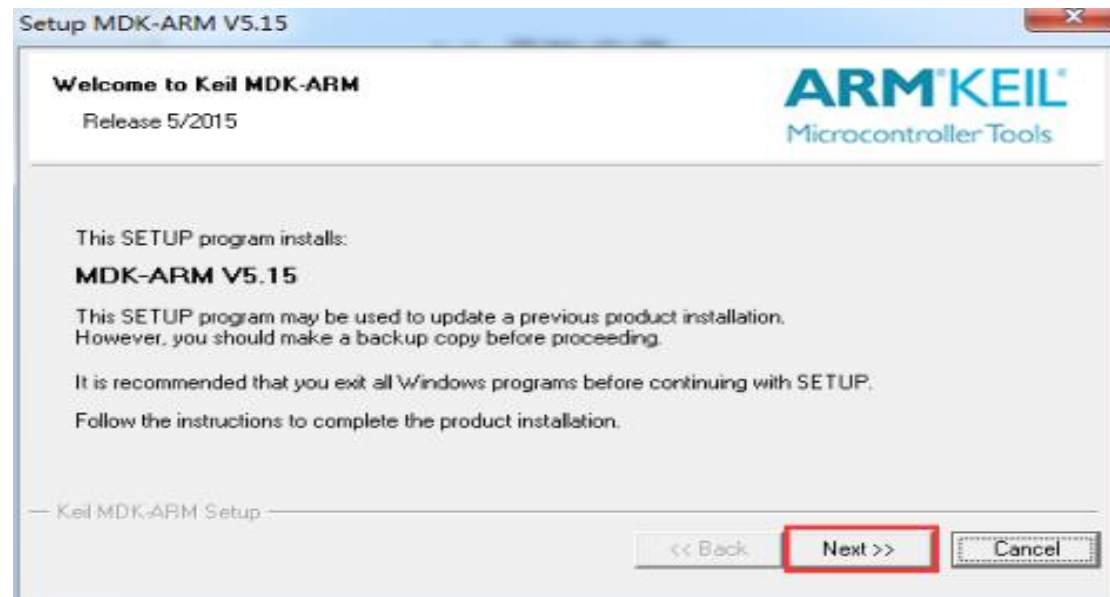 Setup MDK-ARM V5.15
Welcome to Keil MDK-ARM
Release 5/2015
ARM KEIL
Microcontroller Tools
This SETUP program installs:
MDK-ARM V5.15
This SETUP program may be used to update a previous product installation.
However, you should make a backup copy before proceeding.
It is recommended that you exit all Windows programs before continuing with SETUP.
Follow the instructions to complete the product installation.
Keil MDK-ARM Setup
<< Back
Next >>
Cancel